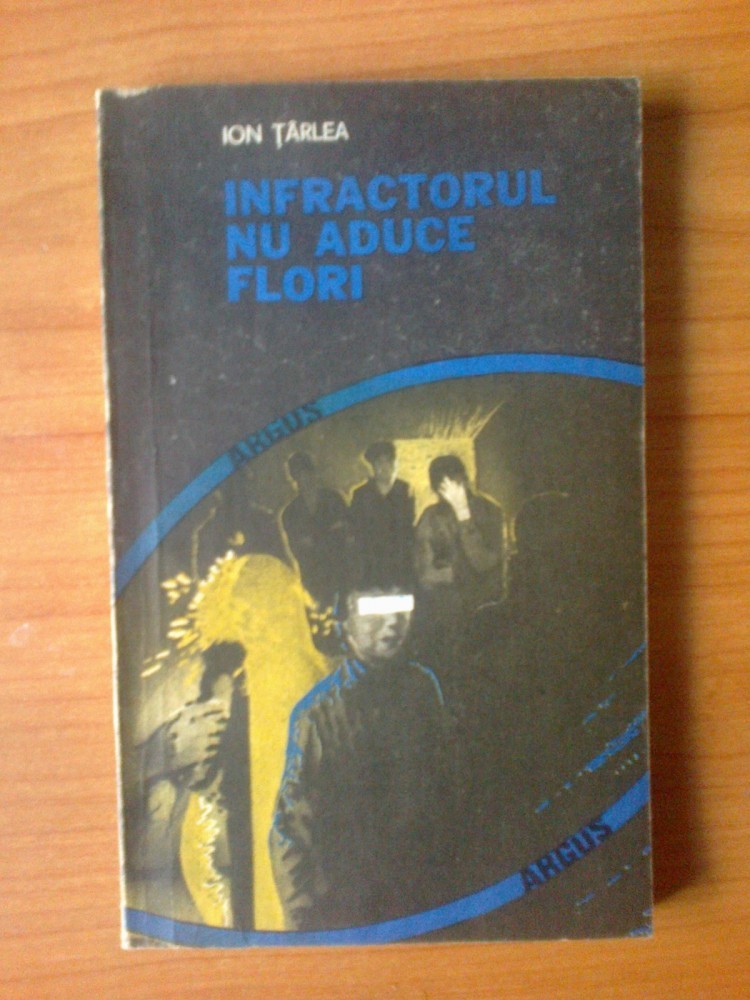 ION ȚÂRLEA
INFRACTORUL
NU ADUCE
FLORI
ARGUS
ARGUS